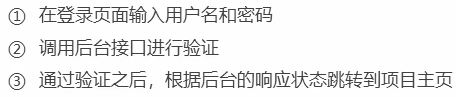 ① 在登录页面输入用户名和密码
② 调用后台接口进行验证
③ 通过验证之后，根据后台的响应状态跳转到项目主页